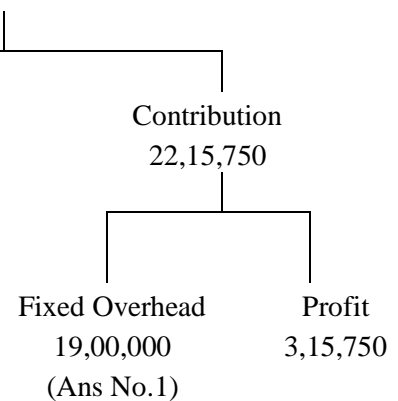 Contribution
22,15,750
Fixed Overhead
19,00,000
(Ans No.1)
Profit
3,15,750